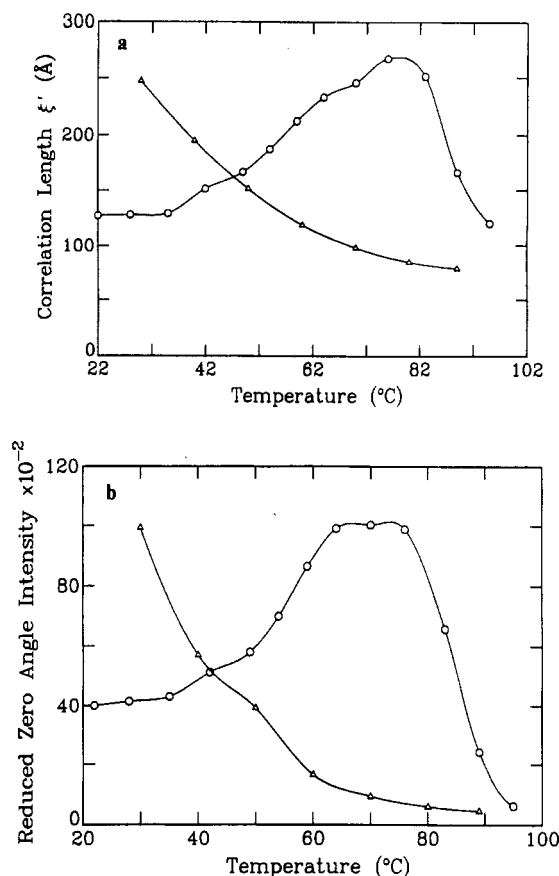 a
300
200
100
0
Correlation Length ξ' (Å)
22 42 62 82 102
Temperature (°C)
b
120
80
40
0
Reduced Zero Angle Intensity ×10⁻²
20 40 60 80 100
Temperature (°C)